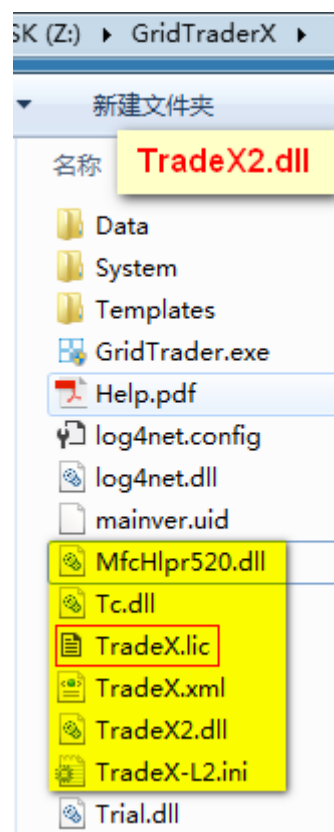 SK (Z:) ▸ GridTraderX ▸
新建文件夹
名称
TradeX2.dll
Data
System
Templates
GridTrader.exe
Help.pdf
log4net.config
log4net.dll
mainver.uid
MfcHlpr520.dll
Tc.dll
TradeX.lic
TradeX.xml
TradeX2.dll
TradeX-L2.ini
Trial.dll